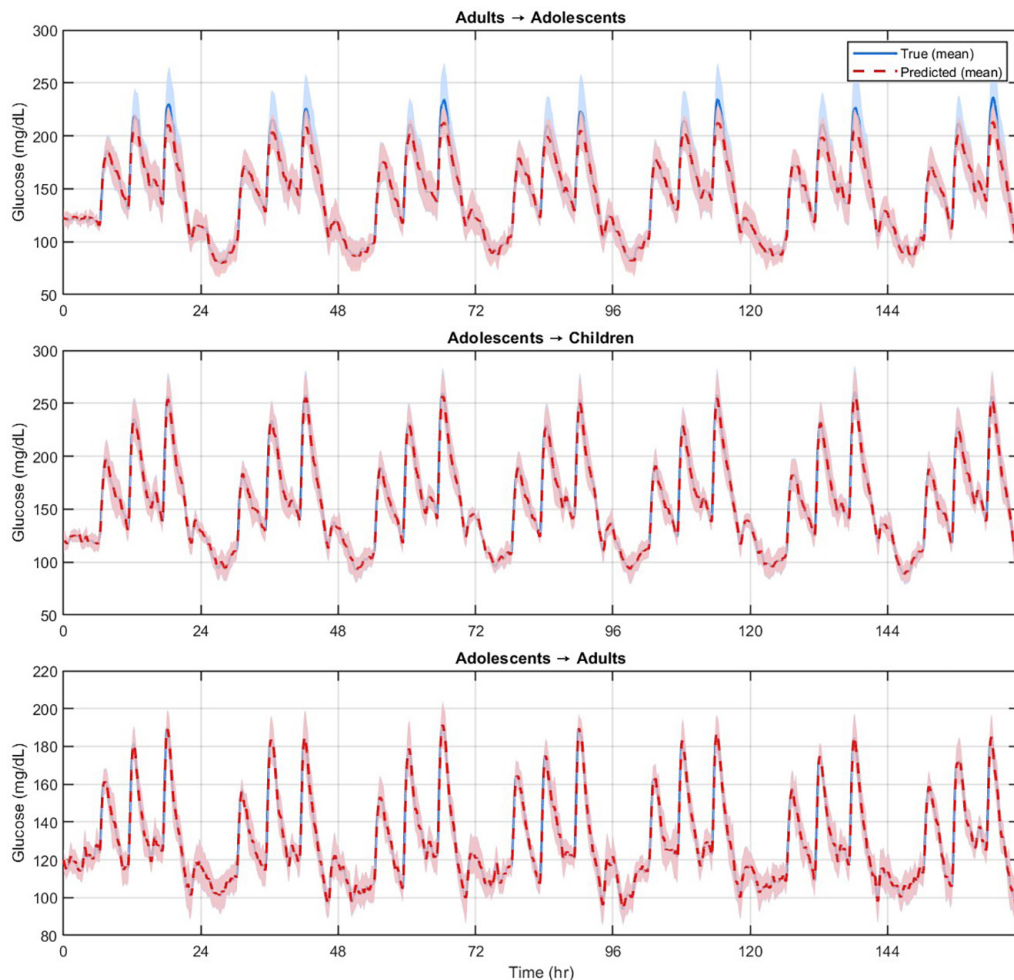 Adults → Adolescents
300
250
200
150
100
50
Glucose (mg/dL)
True (mean)
Predicted (mean)
0 24 48 72 96 120 144
Adolescents → Children
300
250
200
150
100
50
Glucose (mg/dL)
0 24 48 72 96 120 144
Adolescents → Adults
220
200
180
160
140
120
100
80
Glucose (mg/dL)
0 24 48 72 96 120 144
Time (hr)